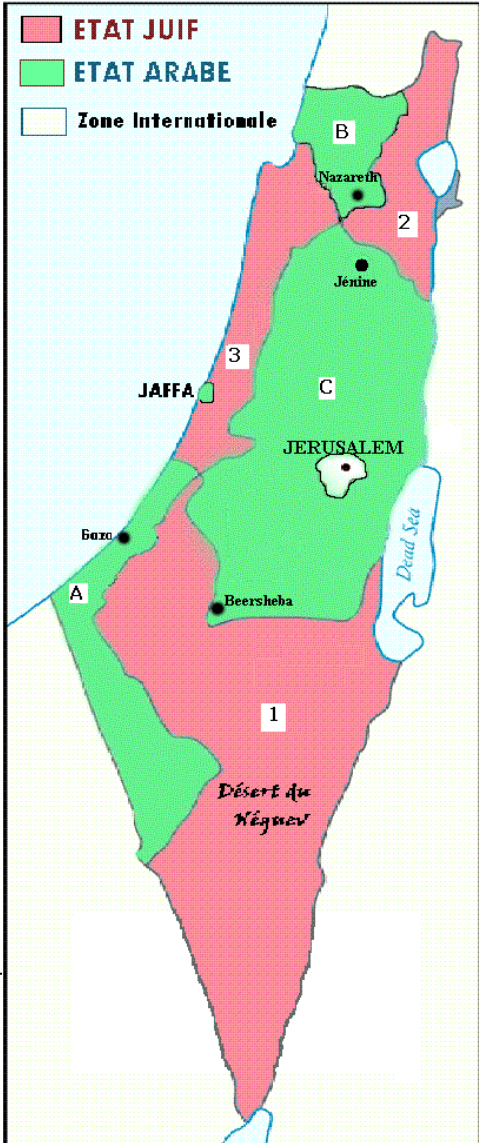 ETAT JUIF
ETAT ARABE
Zone Internationale
B
Nazareth
2
Jénine
3
C
JAFFA
JERUSALEM
Gaza
Dead Sea
A
Beersheba
1
Désert du
Néguev